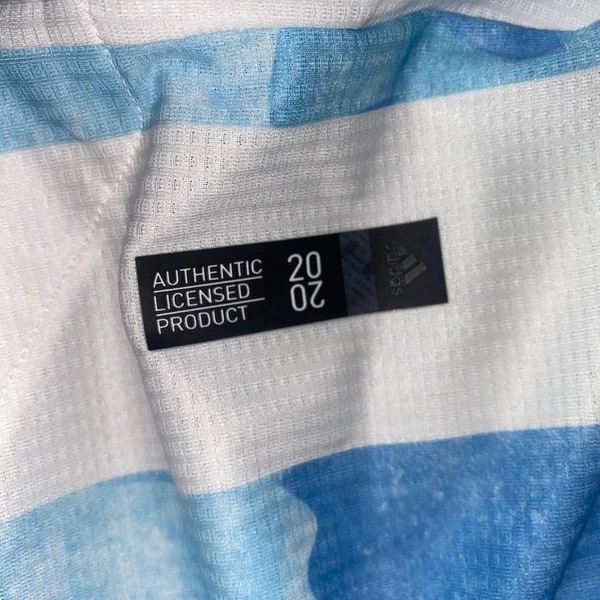 AUTHENTIC
LICENSED
PRODUCT
20
20
adidas